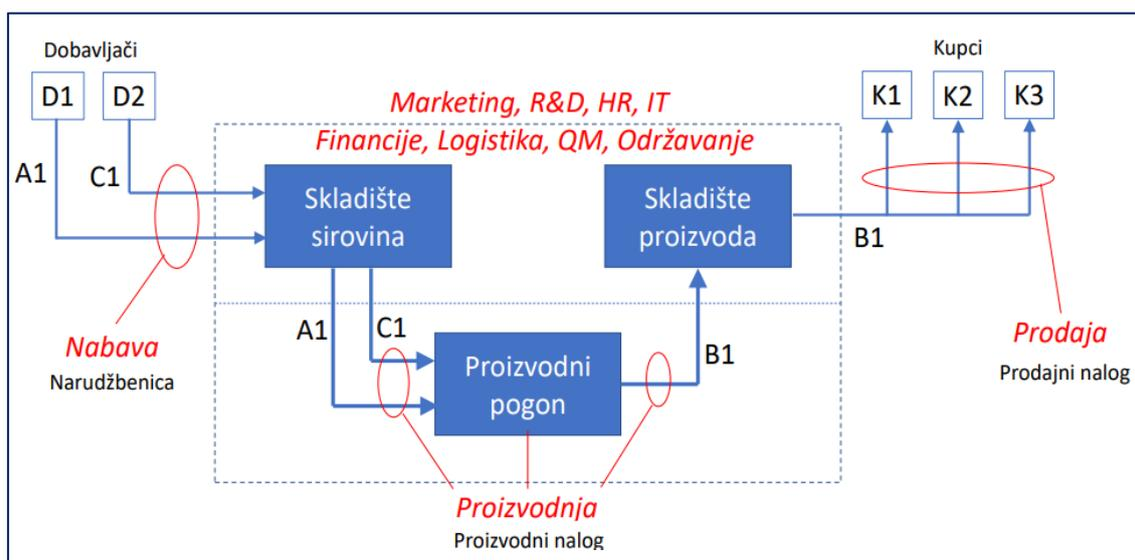 Dobavljači
Kupci
D1 D2
K1 K2 K3
Marketing, R&D, HR, IT
Financije, Logistika, QM, Održavanje
A1
C1
Skladište
sirovina
Skladište
proizvoda
B1
Nabava
Narudžbenica
A1
C1
Proizvodni
pogon
B1
Prodaja
Prodajni nalog
Proizvodnja
Proizvodni nalog